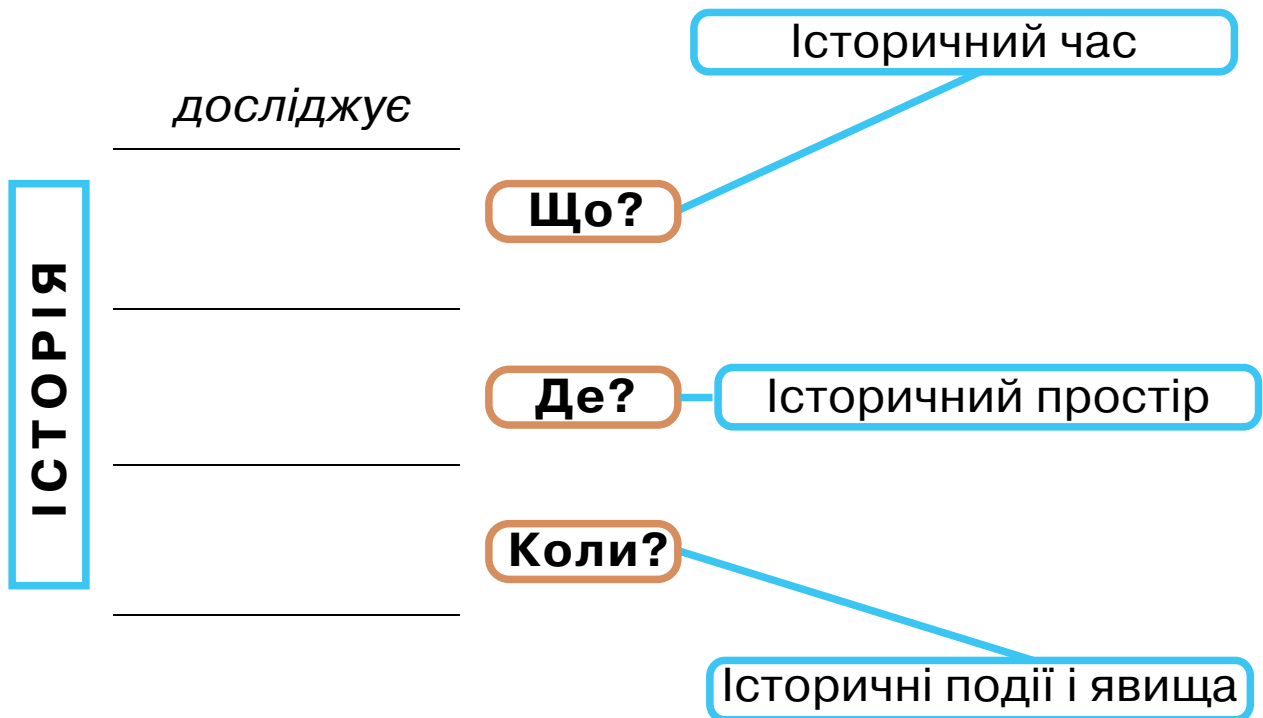 Історичний час
досліджує
Що?
ІСТОРІЯ
Де?
Історичний простір
Коли?
Історичні події і явища